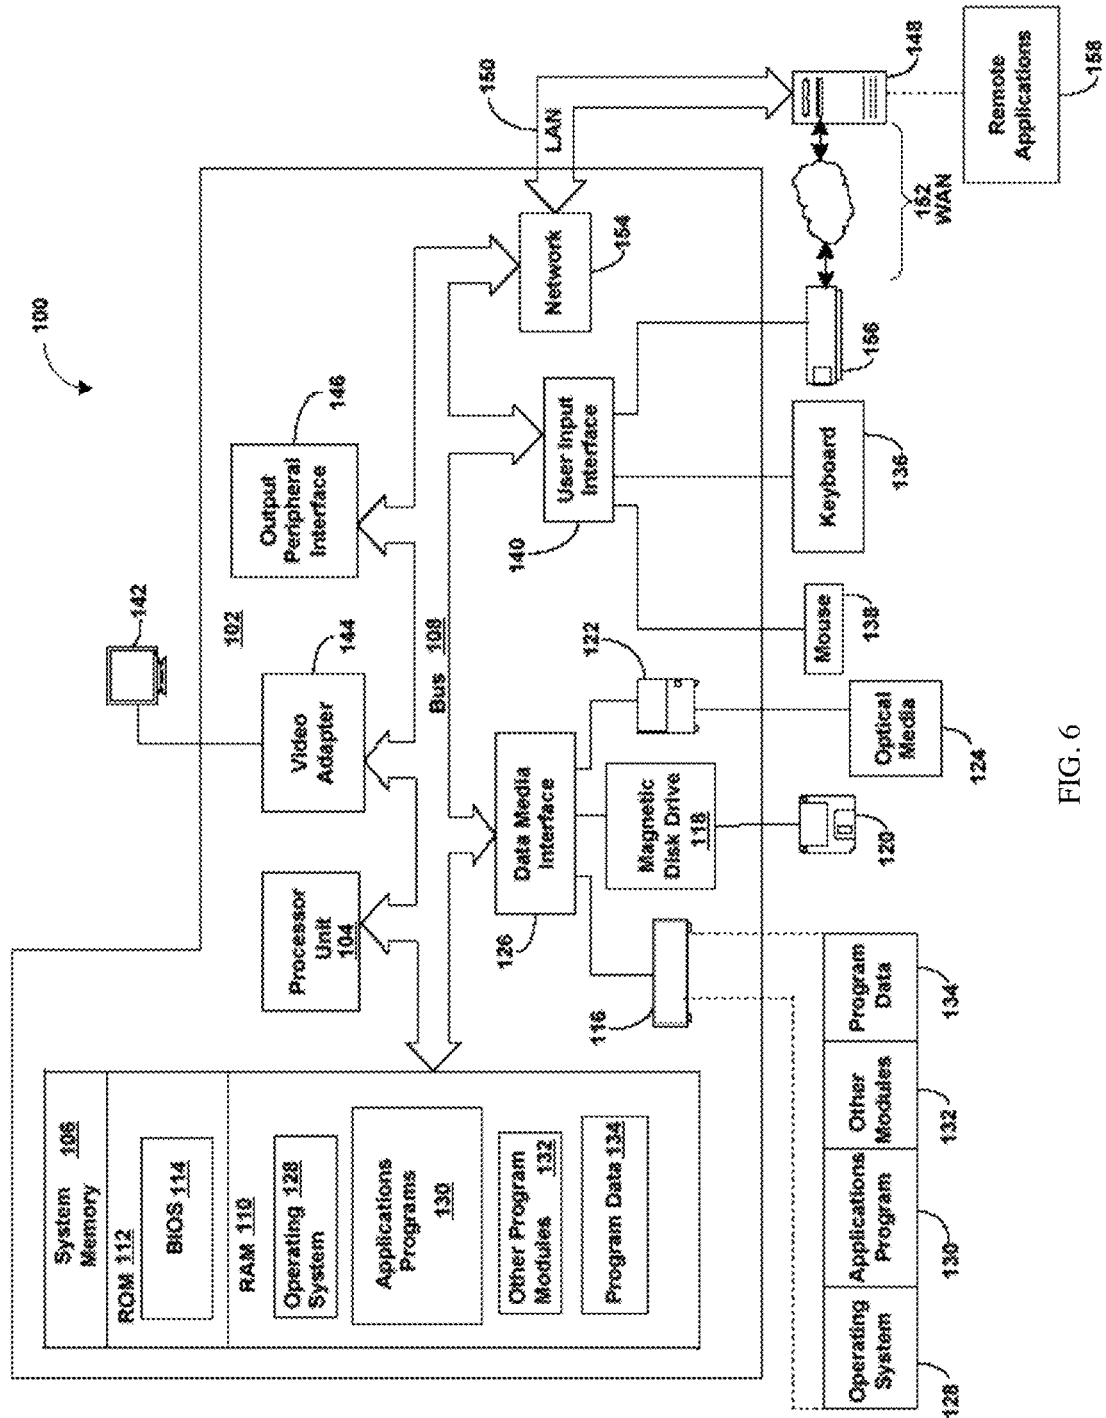 100
142
102
144
146
System
Memory
106
ROM 112
BIOS 114
RAM 110
Operating 128
System
Applications
Programs
130
Other Program
Modules 132
Program Data 134
Processor
Unit
104
Video
Adapter
Output
Peripheral
Interface
Bus 108
Data Media
Interface
126
User Input
Interface
140
Network
154
LAN
150
116
Magnetic
Disk Drive
118
122
120
Optical
Media
124
Mouse
138
Keyboard
136
156
152
WAN
148
Remote
Applications
158
Operating
System
128
Applications
Program
130
Other
Modules
132
Program
Data
134
FIG. 6